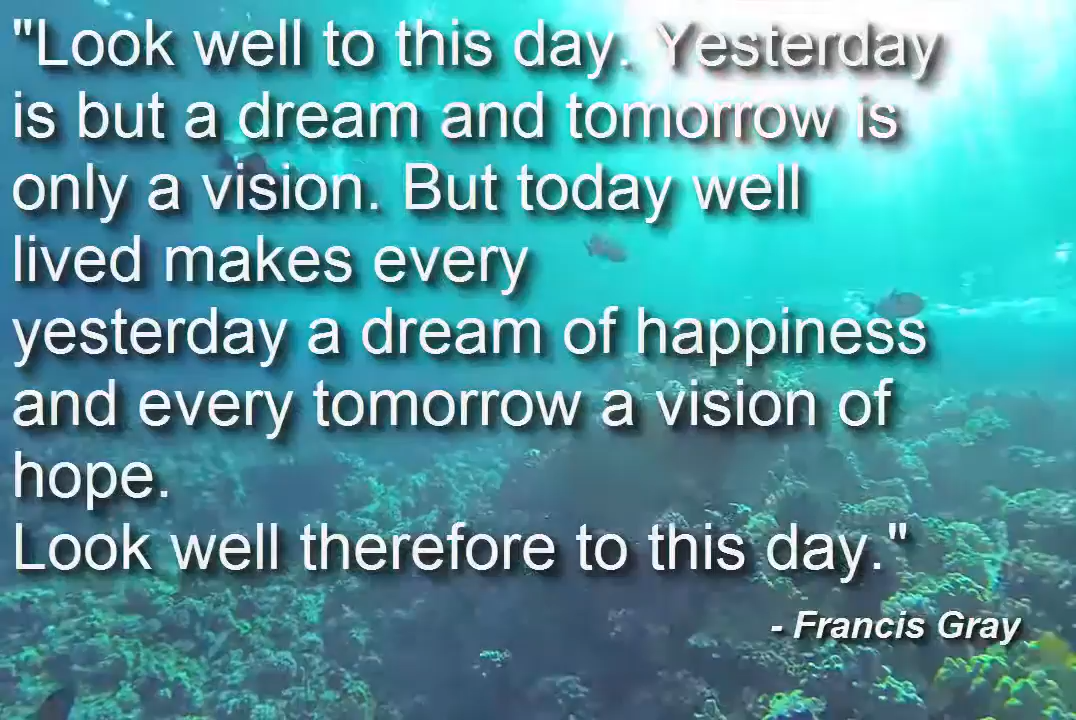 "Look well to this day. Yesterday
is but a dream and tomorrow is
only a vision. But today well
lived makes every
yesterday a dream of happiness
and every tomorrow a vision of
hope.
Look well therefore to this day."
- Francis Gray